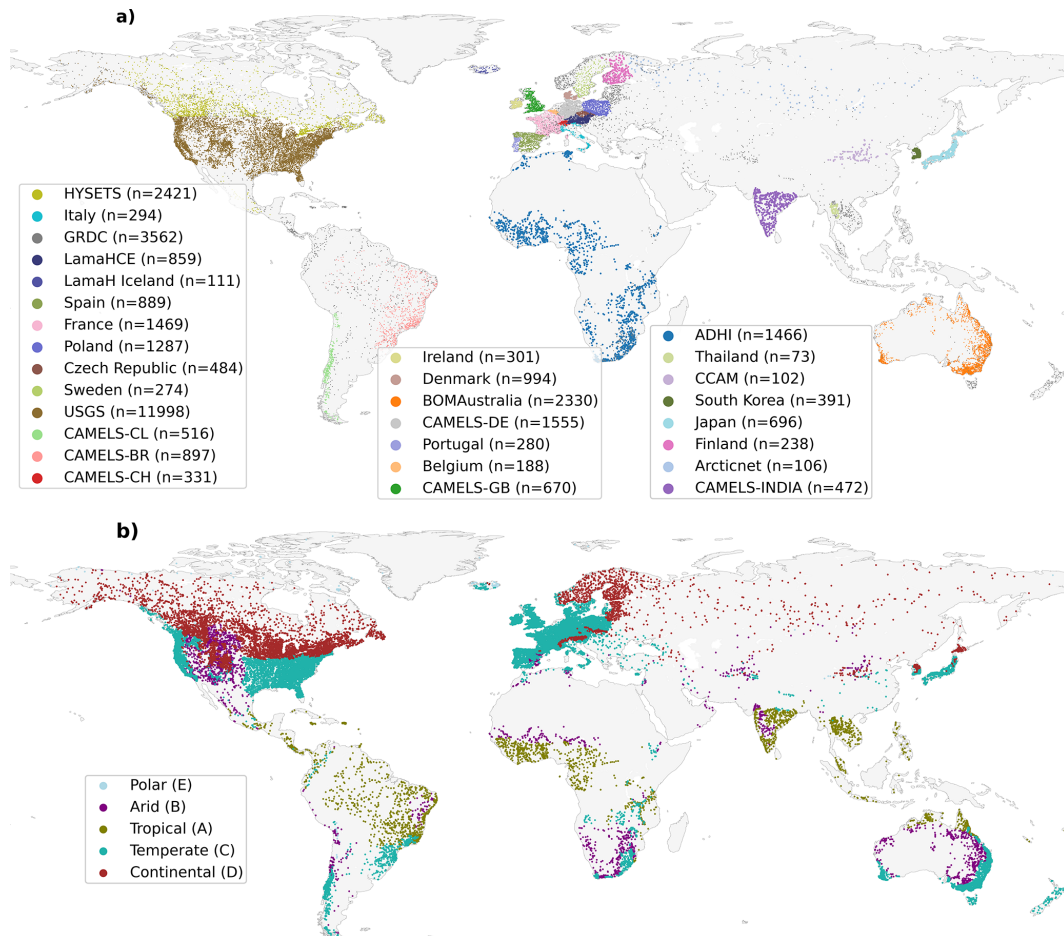 a)
HYSETS (n=2421)
Italy (n=294)
GRDC (n=3562)
LamaHCE (n=859)
LamaH Iceland (n=111)
Spain (n=889)
France (n=1469)
Poland (n=1287)
Czech Republic (n=484)
Sweden (n=274)
USGS (n=11998)
CAMELS-CL (n=516)
CAMELS-BR (n=897)
CAMELS-CH (n=331)
Ireland (n=301)
Denmark (n=994)
BOMAustralia (n=2330)
CAMELS-DE (n=1555)
Portugal (n=280)
Belgium (n=188)
CAMELS-GB (n=670)
ADHI (n=1466)
Thailand (n=73)
CCAM (n=102)
South Korea (n=391)
Japan (n=696)
Finland (n=238)
Arcticnet (n=106)
CAMELS-INDIA (n=472)
b)
Polar (E)
Arid (B)
Tropical (A)
Temperate (C)
Continental (D)